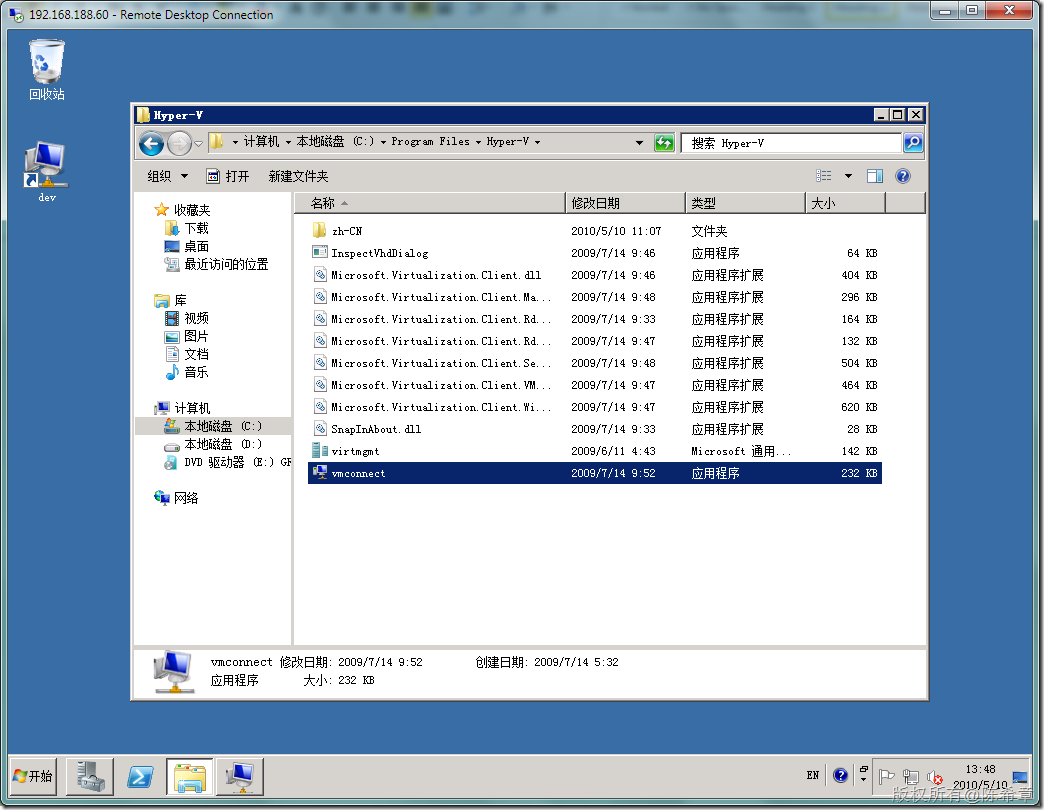 192.168.188.60 - Remote Desktop Connection
回收站
dev
Hyper-V
计算机 本地磁盘 (C:) Program Files Hyper-V
搜索 Hyper-V
组织 打开 新建文件夹
名称 修改日期 类型 大小
收藏夹
下载
桌面
最近访问的位置
库
视频
图片
文档
音乐
计算机
本地磁盘 (C:)
本地磁盘 (D:)
DVD 驱动器 (E:) GR
网络
zh-CN 2010/5/10 11:07 文件夹
InspectVhdDialog 2009/7/14 9:46 应用程序 64 KB
Microsoft.Virtualization.Client.dll 2009/7/14 9:46 应用程序扩展 404 KB
Microsoft.Virtualization.Client.Ma... 2009/7/14 9:48 应用程序扩展 296 KB
Microsoft.Virtualization.Client.Rd... 2009/7/14 9:33 应用程序扩展 164 KB
Microsoft.Virtualization.Client.Rd... 2009/7/14 9:47 应用程序扩展 132 KB
Microsoft.Virtualization.Client.Se... 2009/7/14 9:48 应用程序扩展 504 KB
Microsoft.Virtualization.Client.VM... 2009/7/14 9:47 应用程序扩展 464 KB
Microsoft.Virtualization.Client.Wi... 2009/7/14 9:47 应用程序扩展 620 KB
SnapInAbout.dll 2009/7/14 9:33 应用程序扩展 28 KB
virtmgmt 2009/6/11 4:43 Microsoft 通用... 142 KB
vmconnect 2009/7/14 9:52 应用程序 232 KB
vmconnect 修改日期: 2009/7/14 9:52 创建日期: 2009/7/14 5:32
应用程序 大小: 232 KB
开始
EN
13:48
2010/5/10
版权所有@陈希章